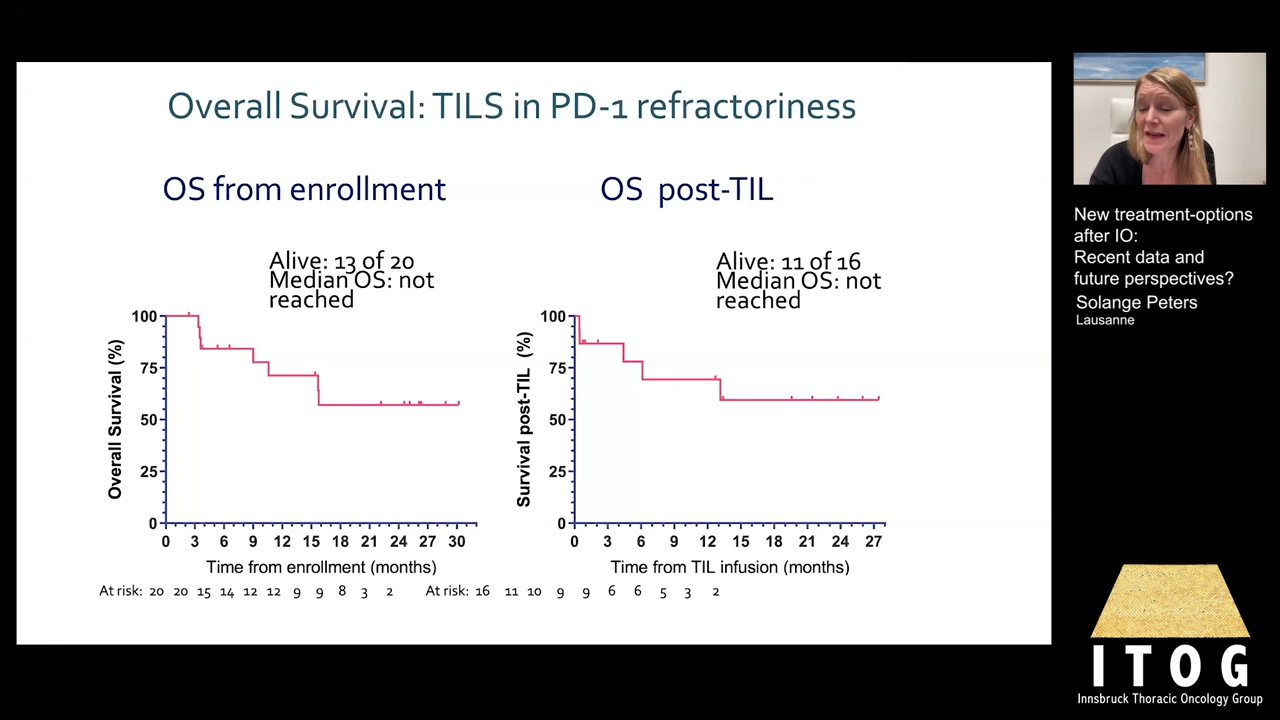 Overall Survival: TILS in PD-1 refractoriness
OS from enrollment
Alive: 13 of 20
Median OS: not
reached
100
75
50
25
0
Overall Survival (%)
0 3 6 9 12 15 18 21 24 27 30
Time from enrollment (months)
At risk: 20 20 15 14 12 12 9 9 8 3 2
OS post-TIL
Alive: 11 of 16
Median OS: not
reached
100
75
50
25
0
Survival post-TIL (%)
0 3 6 9 12 15 18 21 24 27
Time from TIL infusion (months)
At risk: 16 11 10 9 9 6 6 5 3 2
New treatment-options
after IO:
Recent data and
future perspectives?
Solange Peters
Lausanne
ITOG
Innsbruck Thoracic Oncology Group